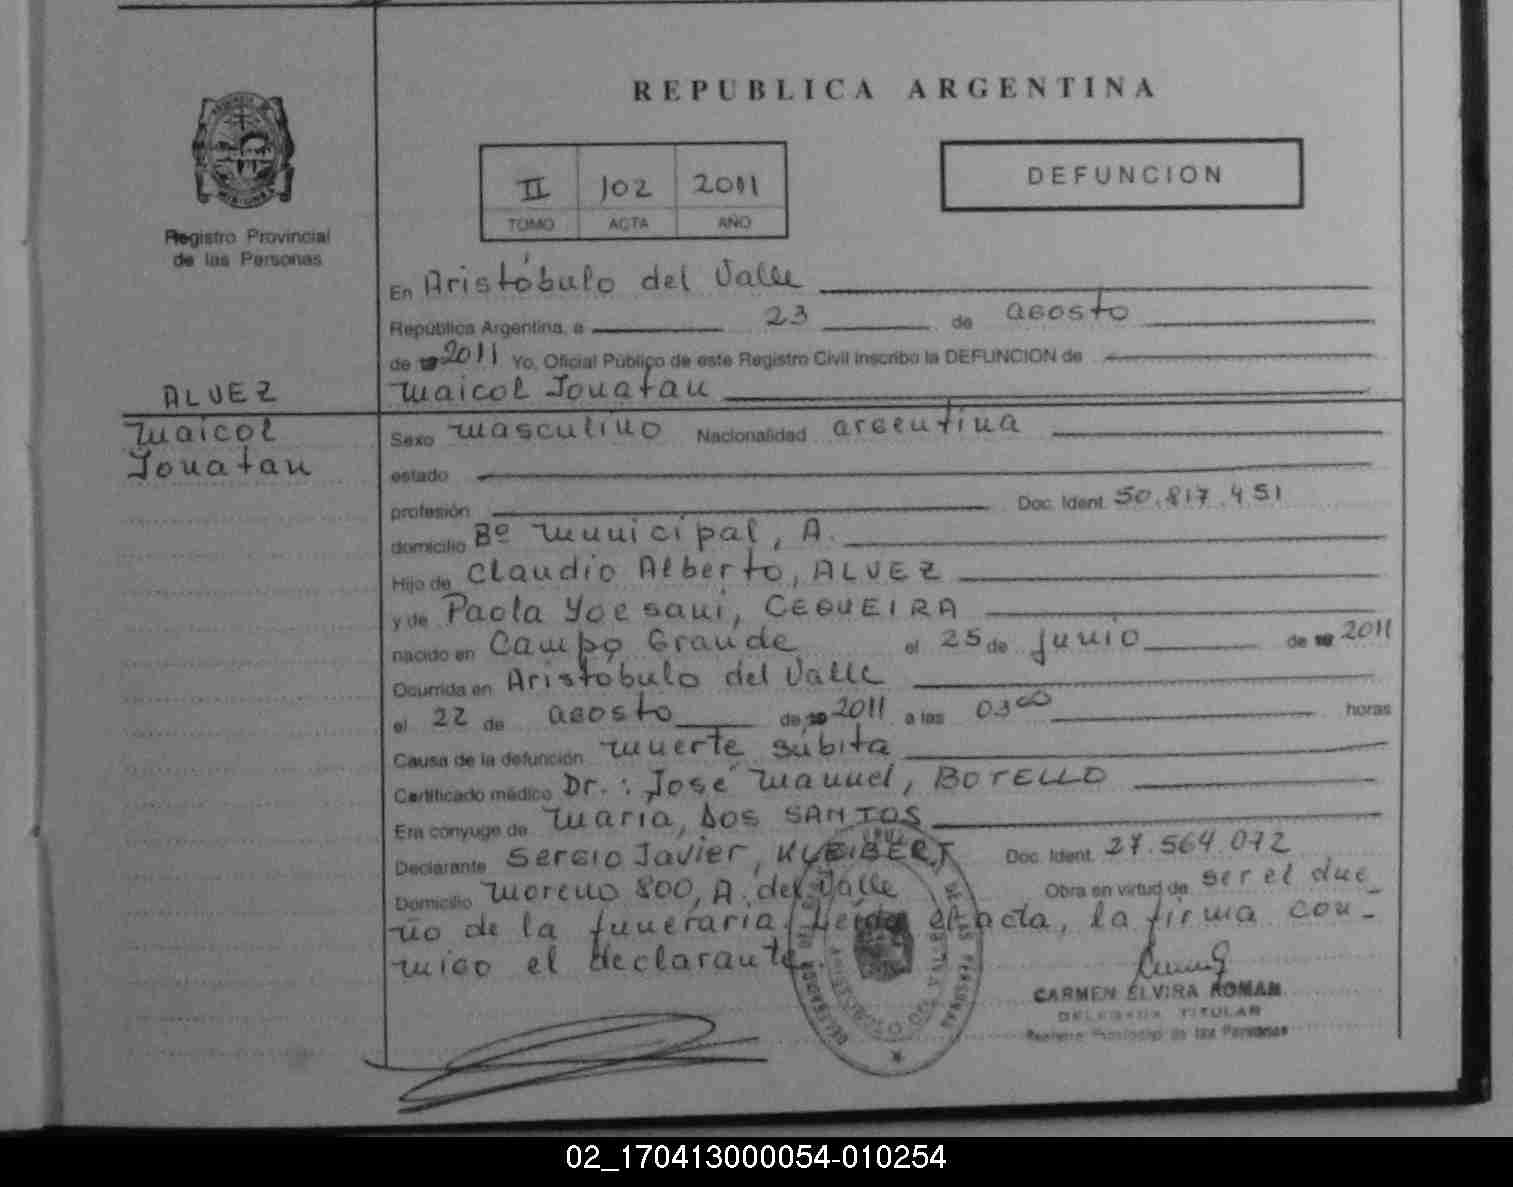 REPUBLICA ARGENTINA
II 102 2011
TOMO ACTA AÑO
DEFUNCION
Registro Provincial
de las Personas
En Aristóbulo del Valle
República Argentina, a 23 de agosto
de 19 2011 Yo, Oficial Público de este Registro Civil inscribo la DEFUNCION de
ALVEZ
Maicol Jonatan
Maicol
Jonatan
Sexo masculino Nacionalidad argentina
estado
profesión Doc. Ident. 50.817.451
domicilio Bº Municipal, A.
Hijo de Claudio Alberto, ALVEZ
y de Paola Yoesani, CEQUEIRA
nacido en Campo Grande el 25 de junio de 19 2011
Ocurrida en Aristobulo del Valle
el 22 de agosto de 19 2011 a las 03 00 horas
Causa de la defunción muerte súbita
Certificado médico Dr.: José Manuel, BOTELLO
Era cónyuge de Maria, DOS SANTOS
Declarante Sergio Javier, KLEIBERT Doc. Ident. 27.564.072
Domicilio Moreno 800, A. del Valle Obra en virtud de ser el due_
ño de la funeraria. Leída el acta, la firma con-
migo el declarante.
CARMEN ELVIRA ROMAN
DELEGADA TITULAR
Registro Provincial de las Personas
02_170413000054-010254